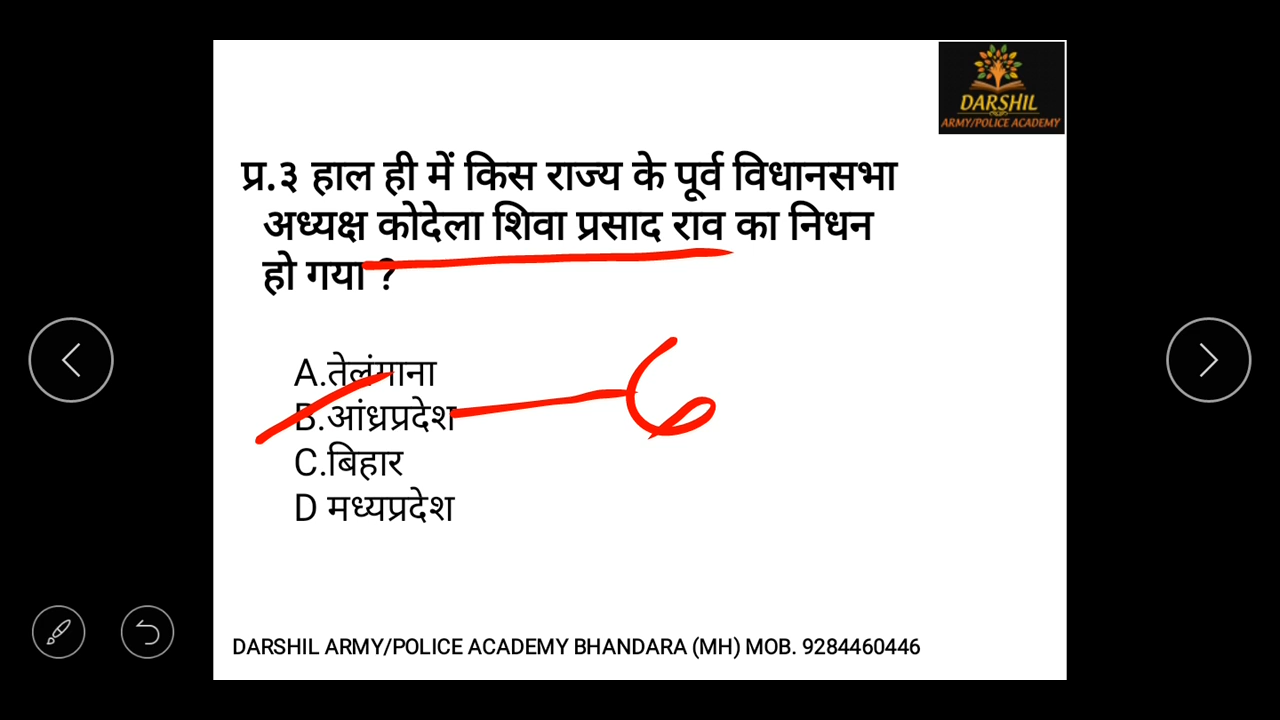 DARSHIL
ARMY/POLICE ACADEMY
प्र.३ हाल ही में किस राज्य के पूर्व विधानसभा
अध्यक्ष कोदेला शिवा प्रसाद राव का निधन
हो गया ?
A.तेलंगाना
B.आंध्रप्रदेश
C.बिहार
D मध्यप्रदेश
DARSHIL ARMY/POLICE ACADEMY BHANDARA (MH) MOB. 9284460446